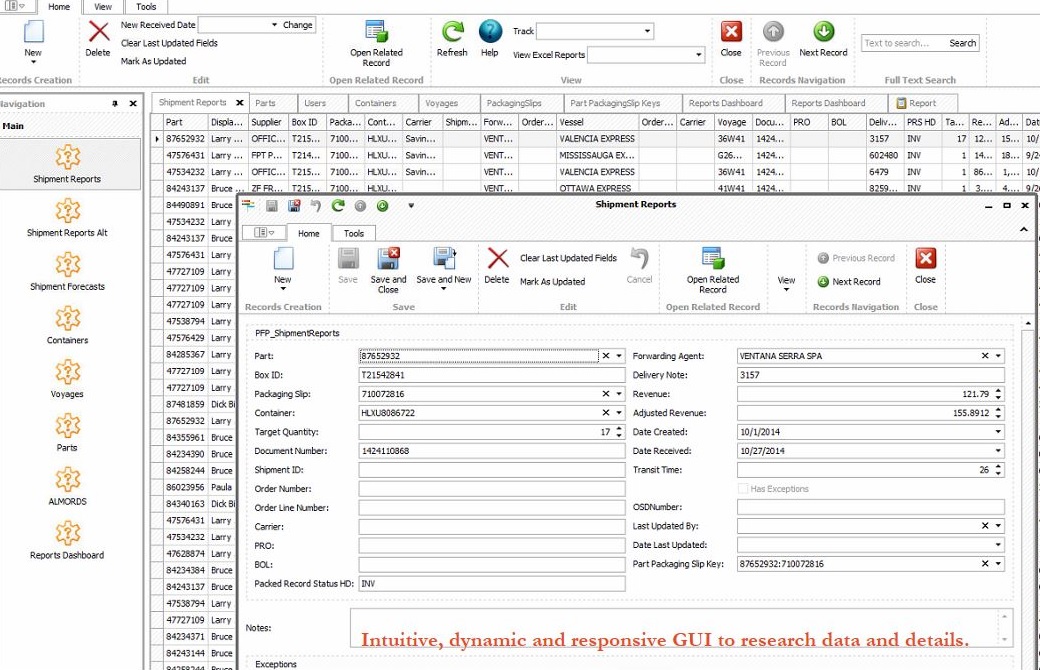 Home View Tools
New Received Date Change
Clear Last Updated Fields
Mark As Updated
New Delete Open Related Record Refresh Help
Track
View Excel Reports
Close Previous Record Next Record
Text to search... Search
Records Creation Edit Open Related Record View Close Records Navigation Full Text Search
Navigation
Main
Shipment Reports
Shipment Reports Alt
Shipment Forecasts
Containers
Voyages
Parts
ALMORDS
Reports Dashboard
Shipment Reports Parts Users Containers Voyages PackagingSlips Part PackagingSlip Keys Reports Dashboard Reports Dashboard Report
Part Displa... Supplier Box ID Packa... Cont... Carrier Shipm... Forw... Order... Vessel Order... Carrier Voyage Docu... PRO BOL Deliv... PRS HD Ta... Re... Ad... Date
87652932 Larry ... OFFIC... T215... 7100... HLXU... Savin... VENT... VALENCIA EXPRESS 36W41 1424... 3157 INV 17 12... 15... 10/
47576431 Larry ... FPT P... T214... 7100... HLXU... Savin... VENT... MISSISSAUGA EX... G26... 1424... 602480 INV 1 14... 18... 9/2
47534232 Larry ... OFFIC... T215... 7100... HLXU... Savin... VENT... VALENCIA EXPRESS 36W41 1424... 6479 INV 1 86... 1,... 10/
84243137 Bruce ... ZF FR... T215... 7100... HLXU... VENT... OTTAWA EXPRESS 41W41 1424... 8259... INV 1 3.... 4....
84490891 Bruce
47534232 Larry
84243137 Bruce
47576431 Larry
47727109 Larry
47727109 Larry
47727109 Larry
47538794 Larry
47576429 Larry
84285367 Larry
47727109 Larry
47727109 Larry
87481859 Dick Bi
87652932 Larry
84355961 Bruce
84234390 Bruce
84258244 Bruce
86023956 Paula
84340163 Dick Bi
47576431 Larry
47534232 Larry
47628874 Larry
84234384 Bruce
84243137 Bruce
47538794 Larry
47727109 Larry
84234371 Bruce
84243144 Bruce
84258244 Bruce
Shipment Reports
Home Tools
New Save Save and Close Save and New Delete
Clear Last Updated Fields
Mark As Updated
Cancel Open Related Record View
Previous Record
Next Record
Close
Records Creation Save Edit Open Related Record Records Navigation Close
PFP_ShipmentReports
Part: 87652932 Forwarding Agent: VENTANA SERRA SPA
Box ID: T21542841 Delivery Note: 3157
Packaging Slip: 710072816 Revenue: 121.79
Container: HLXU8086722 Adjusted Revenue: 155.8912
Target Quantity: 17 Date Created: 10/1/2014
Document Number: 1424110868 Date Received: 10/27/2014
Shipment ID: Transit Time: 26
Order Number: Has Exceptions
Order Line Number: OSDNumber:
Carrier: Last Updated By:
PRO: Date Last Updated:
BOL: Part Packaging Slip Key: 87652932:710072816
Packed Record Status HD: INV
Notes:
Intuitive, dynamic and responsive GUI to research data and details.
Exceptions